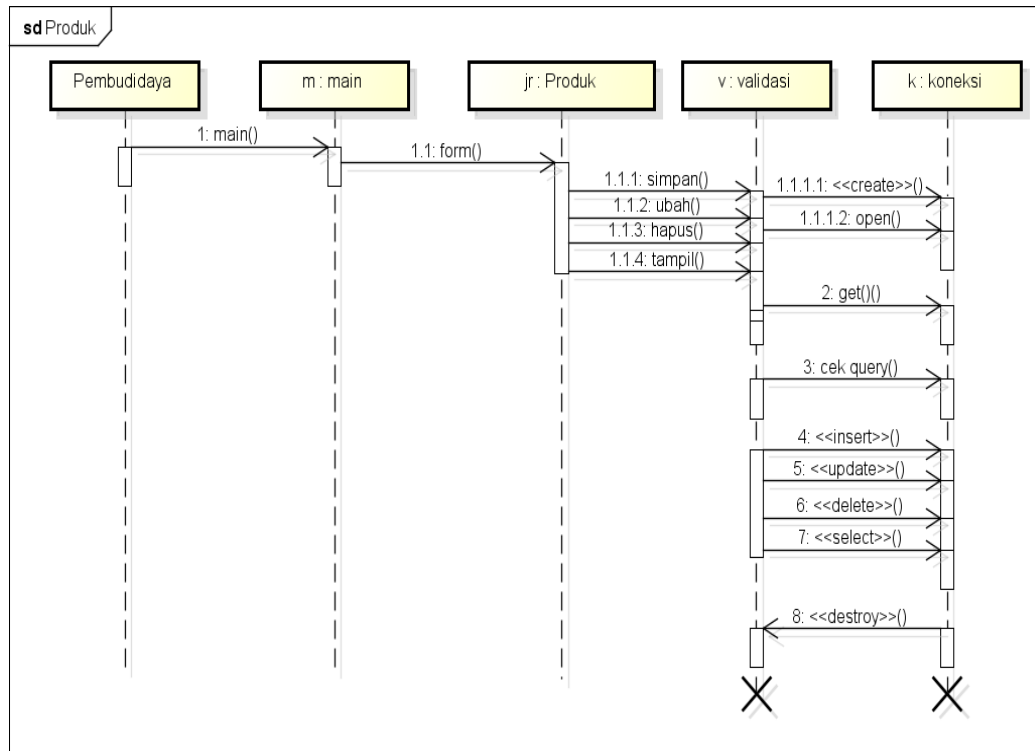 sd Produk
Pembudidaya
m : main
jr : Produk
v : validasi
k : koneksi
1: main()
1.1: form()
1.1.1: simpan()
1.1.1.1: <<create>>()
1.1.2: ubah()
1.1.1.2: open()
1.1.3: hapus()
1.1.4: tampil()
2: get()()
3: cek query()
4: <<insert>>()
5: <<update>>()
6: <<delete>>()
7: <<select>>()
8: <<destroy>>()